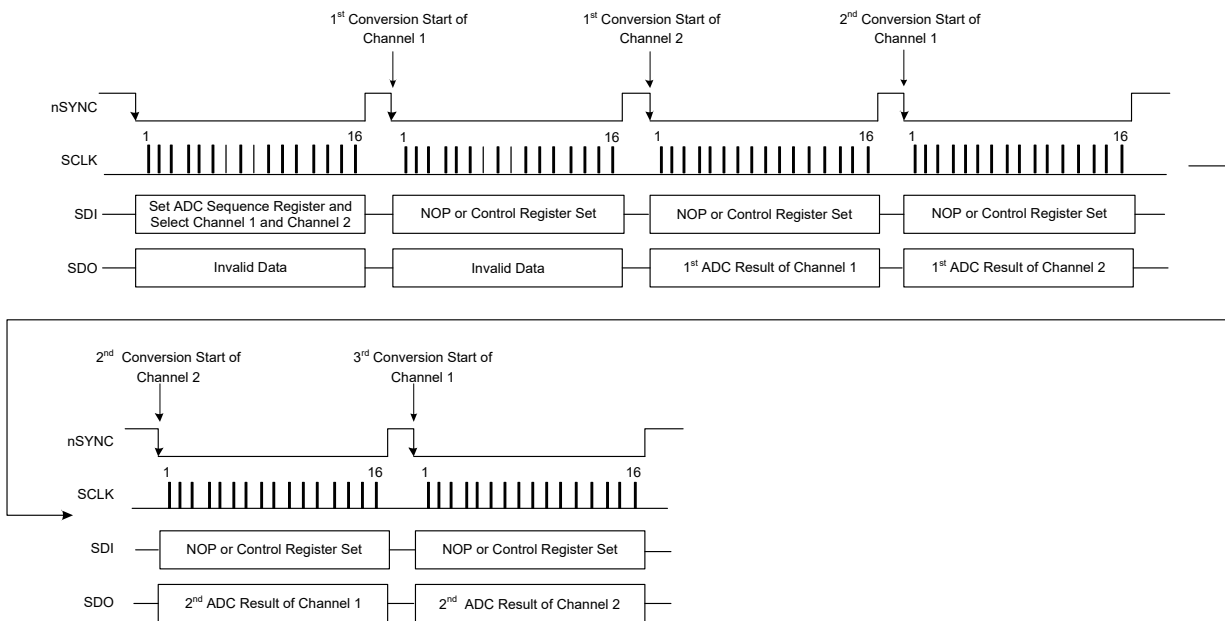 1st Conversion Start of
Channel 1
1st Conversion Start of
Channel 2
2nd Conversion Start of
Channel 1
nSYNC
1 16 1 16 1 16 1 16
SCLK
SDI
Set ADC Sequence Register and
Select Channel 1 and Channel 2
NOP or Control Register Set
NOP or Control Register Set
NOP or Control Register Set
SDO
Invalid Data
Invalid Data
1st ADC Result of Channel 1
1st ADC Result of Channel 2
2nd Conversion Start of
Channel 2
3rd Conversion Start of
Channel 1
nSYNC
1 16 1 16
SCLK
SDI
NOP or Control Register Set
NOP or Control Register Set
SDO
2nd ADC Result of Channel 1
2nd ADC Result of Channel 2